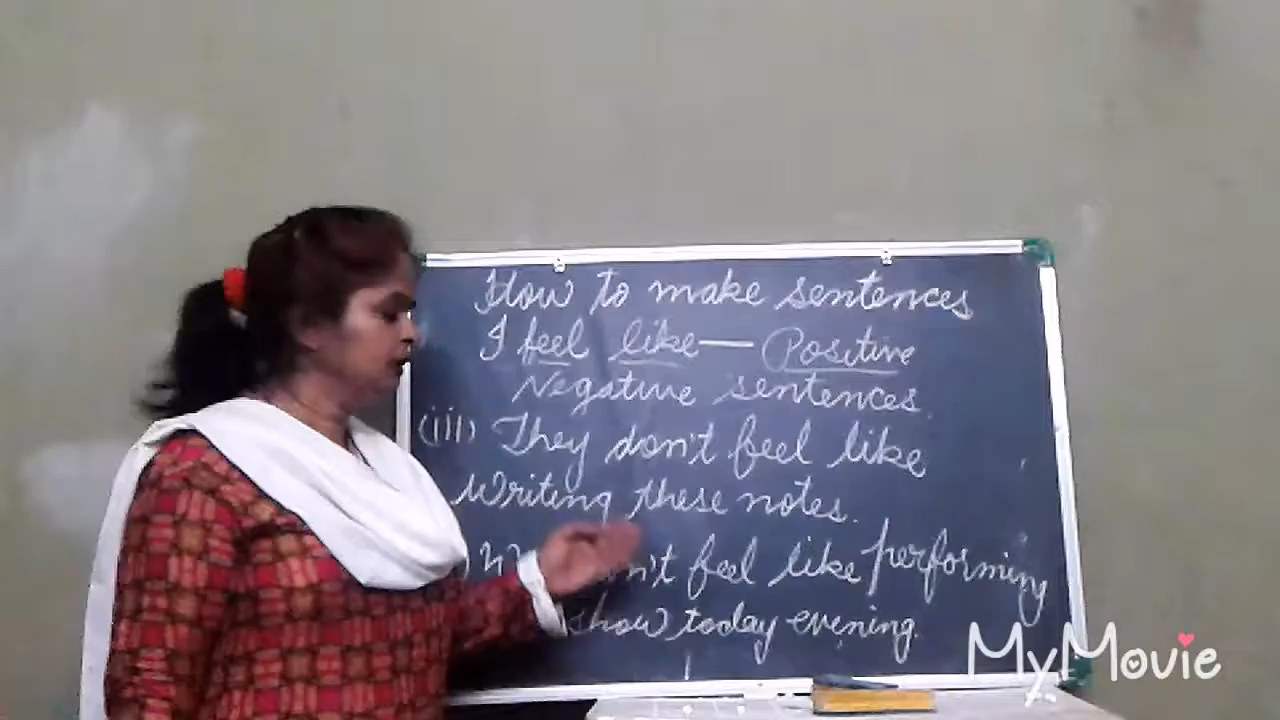 How to make sentences
I feel like — Positive
Negative sentences.
(iii) They don't feel like
writing these notes.
feel like performing
show today evening.
MyMovie